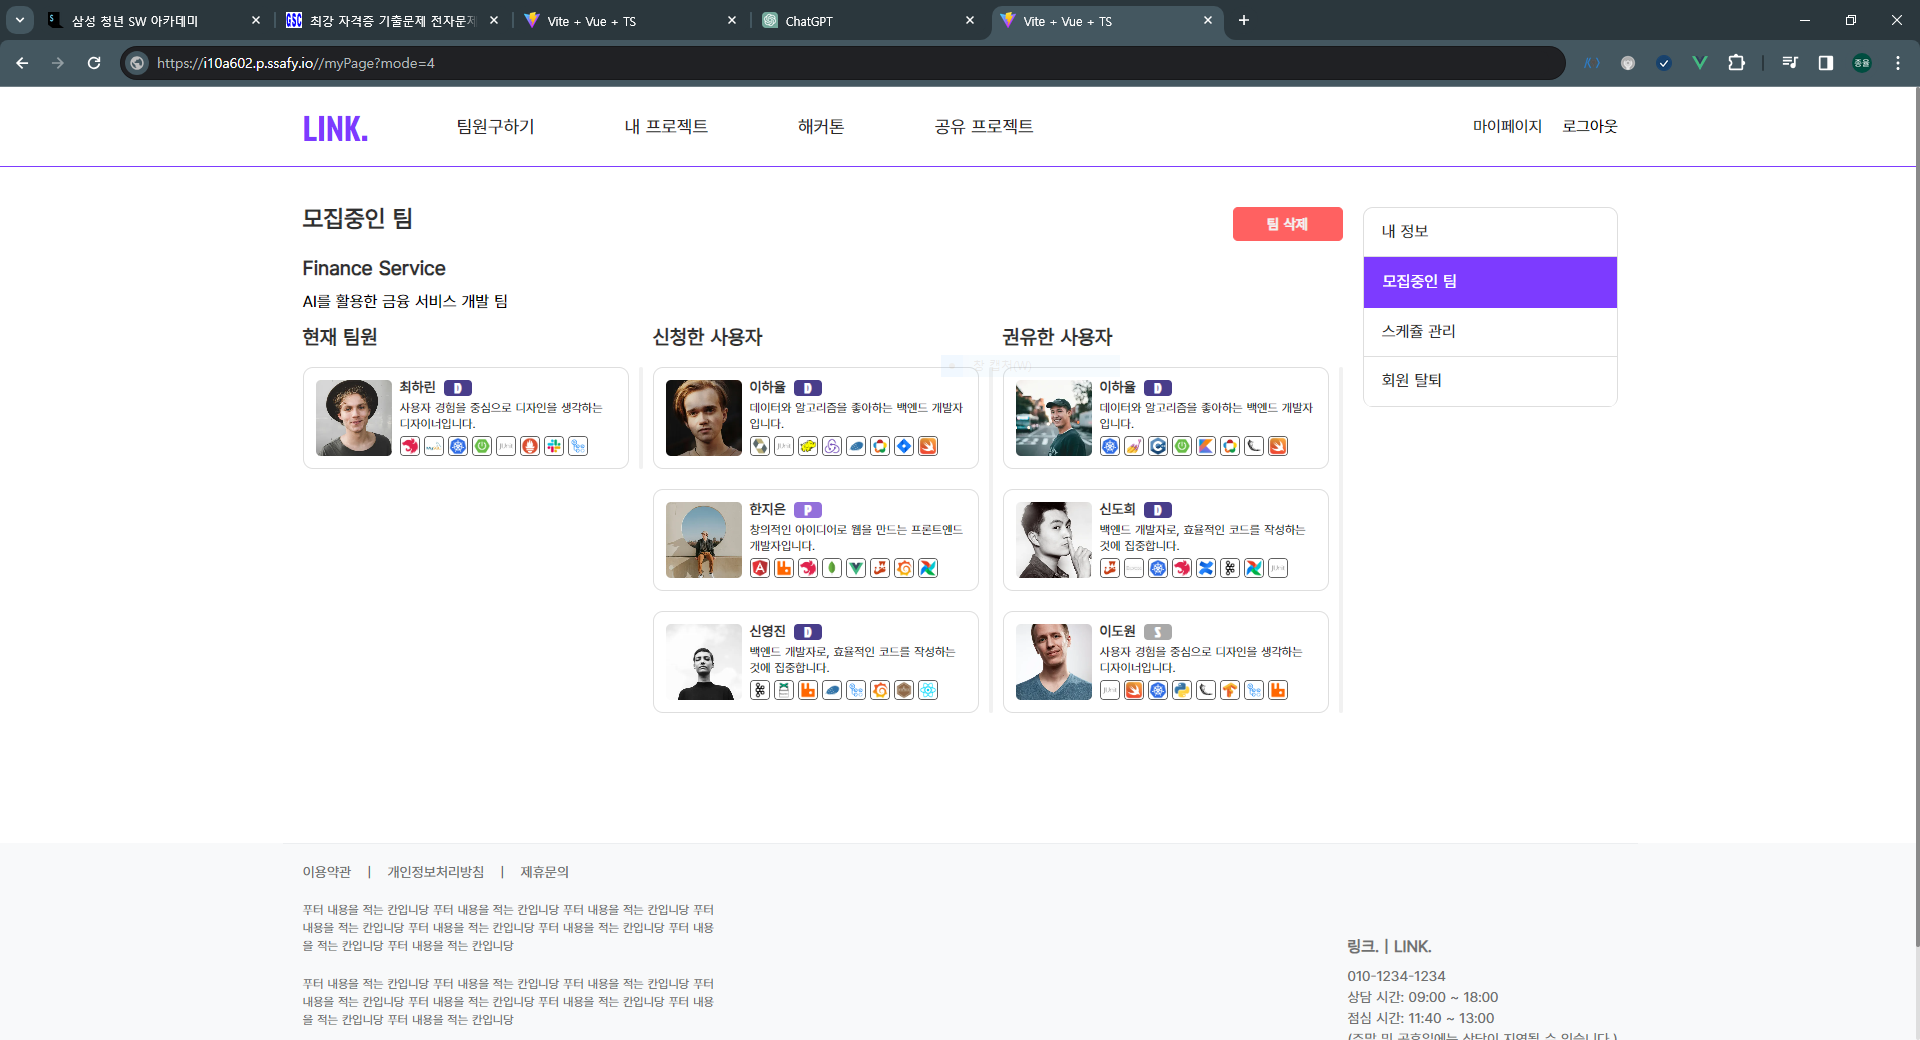 삼성 청년 SW 아카데미
최강 자격증 기출문제 전자문제
Vite + Vue + TS
ChatGPT
Vite + Vue + TS
https://i10a602.p.ssafy.io//myPage?mode=4
종율
LINK.
팀원구하기
내 프로젝트
해커톤
공유 프로젝트
마이페이지
로그아웃
모집중인 팀
팀 삭제
Finance Service
AI를 활용한 금융 서비스 개발 팀
현재 팀원
최하린 D
사용자 경험을 중심으로 디자인을 생각하는
디자이너입니다.
신청한 사용자
이하율 D
데이터와 알고리즘을 좋아하는 백엔드 개발자
입니다.
한지은 P
창의적인 아이디어로 웹을 만드는 프론트엔드
개발자입니다.
신영진 D
백엔드 개발자로, 효율적인 코드를 작성하는
것에 집중합니다.
권유한 사용자
이하율 D
데이터와 알고리즘을 좋아하는 백엔드 개발자
입니다.
신도희 D
백엔드 개발자로, 효율적인 코드를 작성하는
것에 집중합니다.
이도원 S
사용자 경험을 중심으로 디자인을 생각하는
디자이너입니다.
내 정보
모집중인 팀
스케쥴 관리
회원 탈퇴
이용약관 | 개인정보처리방침 | 제휴문의
푸터 내용을 적는 칸입니당 푸터 내용을 적는 칸입니당 푸터 내용을 적는 칸입니당 푸터
내용을 적는 칸입니당 푸터 내용을 적는 칸입니당 푸터 내용을 적는 칸입니당 푸터 내용
을 적는 칸입니당 푸터 내용을 적는 칸입니당
푸터 내용을 적는 칸입니당 푸터 내용을 적는 칸입니당 푸터 내용을 적는 칸입니당 푸터
내용을 적는 칸입니당 푸터 내용을 적는 칸입니당 푸터 내용을 적는 칸입니당 푸터 내용
을 적는 칸입니당 푸터 내용을 적는 칸입니당
링크. | LINK.
010-1234-1234
상담 시간: 09:00 ~ 18:00
점심 시간: 11:40 ~ 13:00
(주말 및 공휴일에는 상담이 지연될 수 있습니다.)